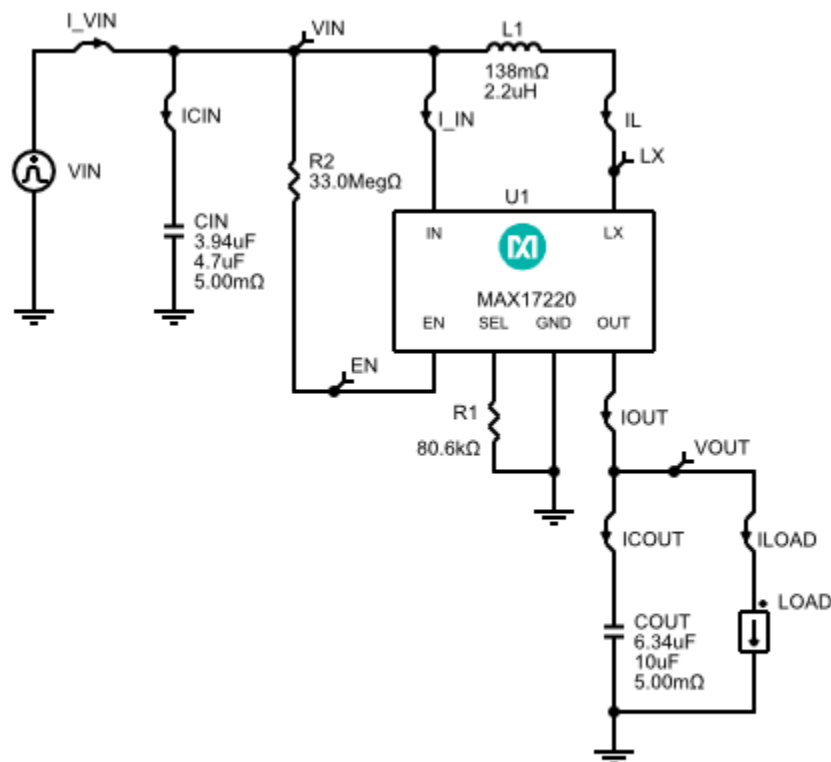 I_VIN
VIN
L1
138mΩ
2.2uH
ICIN
I_IN
IL
LX
VIN
R2
33.0MegΩ
U1
CIN
3.94uF
4.7uF
5.00mΩ
IN
LX
MAX17220
EN
SEL
GND
OUT
EN
R1
80.6kΩ
IOUT
VOUT
ICOUT
ILOAD
LOAD
COUT
6.34uF
10uF
5.00mΩ